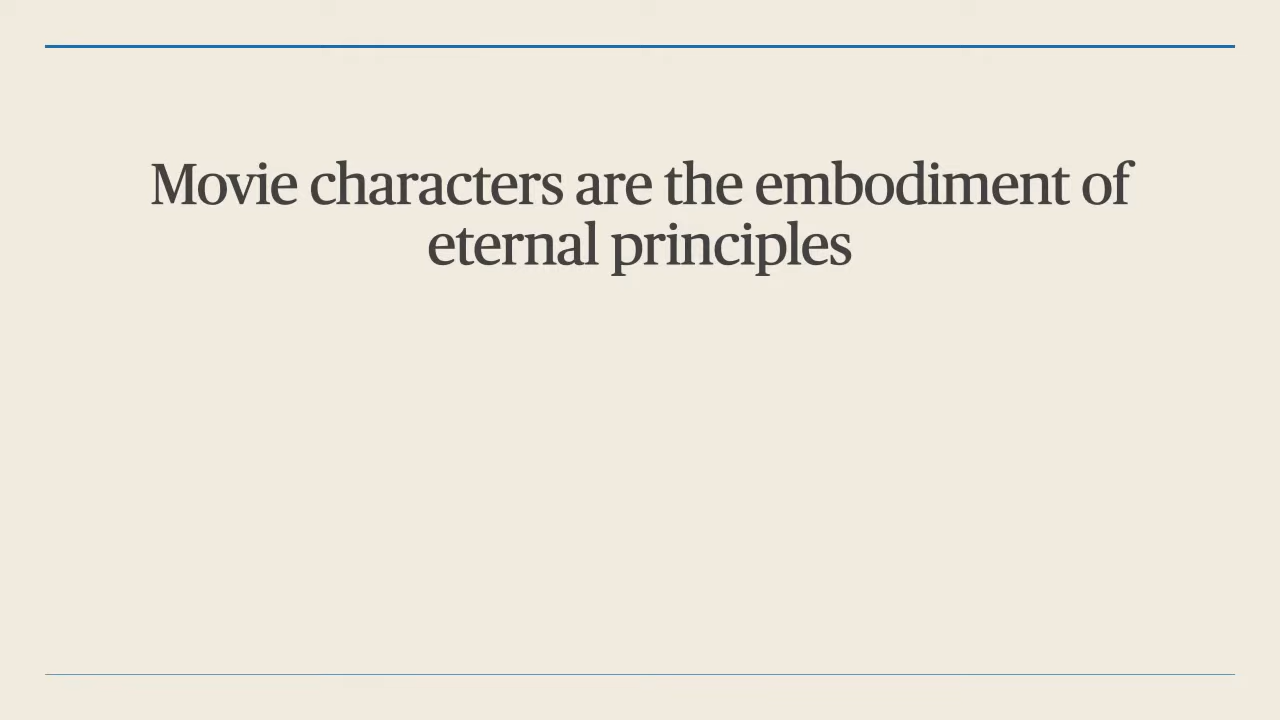 Movie characters are the embodiment of
eternal principles